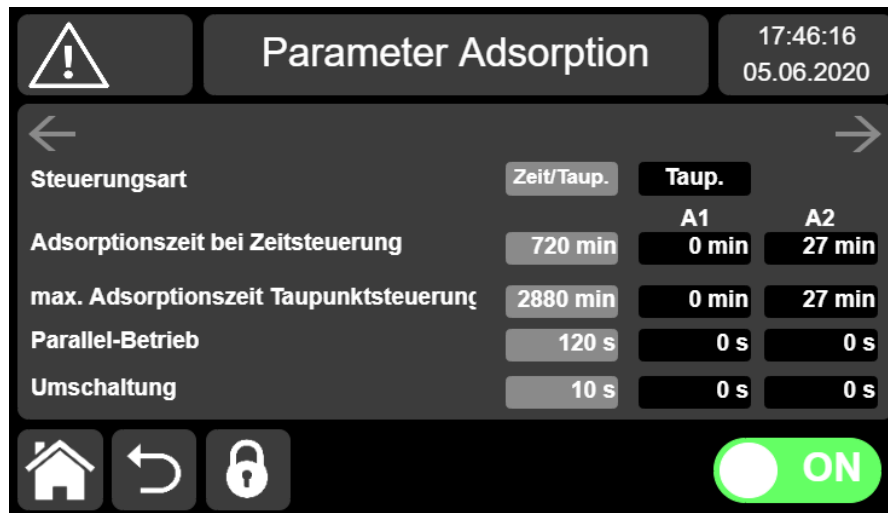 Parameter Adsorption
17:46:16
05.06.2020
Steuerungsart Zeit/Taup. Taup.
A1 A2
Adsorptionszeit bei Zeitsteuerung 720 min 0 min 27 min
max. Adsorptionszeit Taupunktsteuerung 2880 min 0 min 27 min
Parallel-Betrieb 120 s 0 s 0 s
Umschaltung 10 s 0 s 0 s
ON